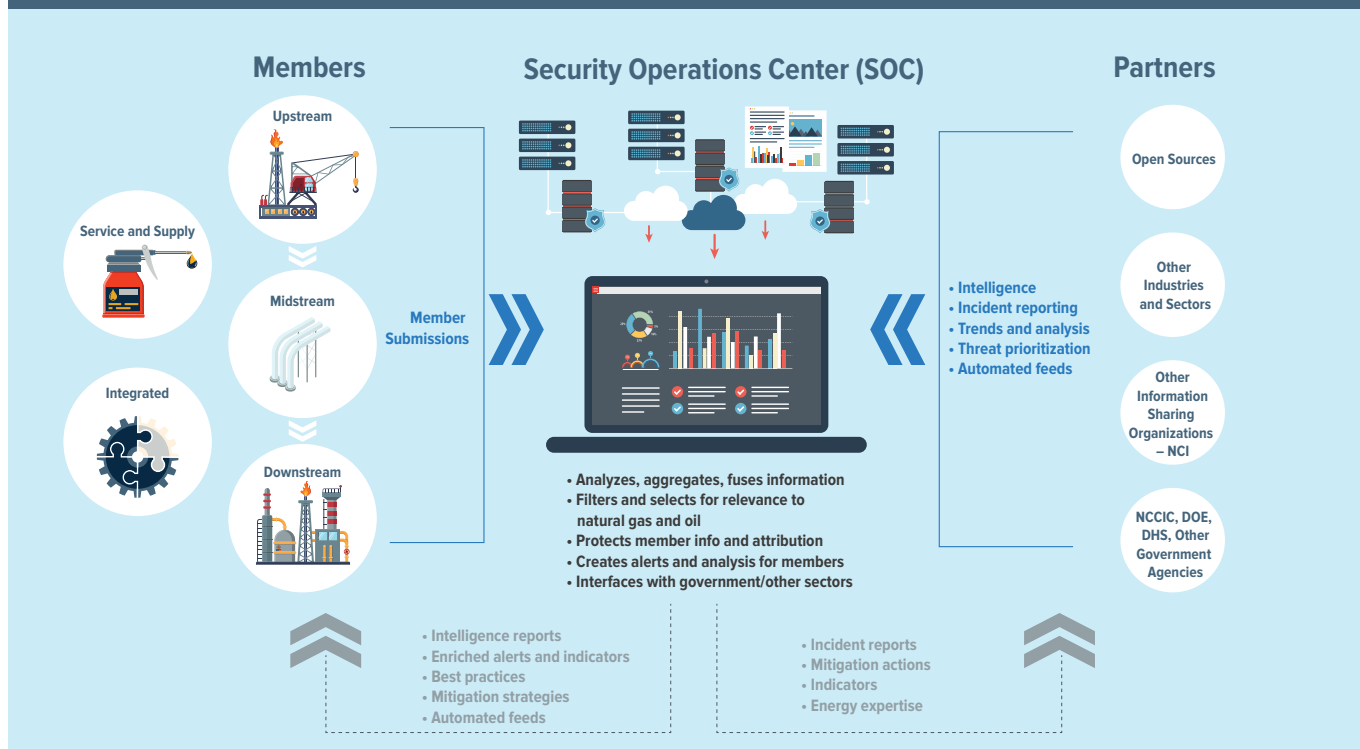 Members
Security Operations Center (SOC)
Partners
Upstream
Service and Supply
Midstream
Integrated
Downstream
Member
Submissions
• Intelligence
• Incident reporting
• Trends and analysis
• Threat prioritization
• Automated feeds
Open Sources
Other
Industries
and Sectors
Other
Information
Sharing
Organizations
– NCI
NCCIC, DOE,
DHS, Other
Government
Agencies
• Analyzes, aggregates, fuses information
• Filters and selects for relevance to
natural gas and oil
• Protects member info and attribution
• Creates alerts and analysis for members
• Interfaces with government/other sectors
• Intelligence reports
• Enriched alerts and indicators
• Best practices
• Mitigation strategies
• Automated feeds
• Incident reports
• Mitigation actions
• Indicators
• Energy expertise